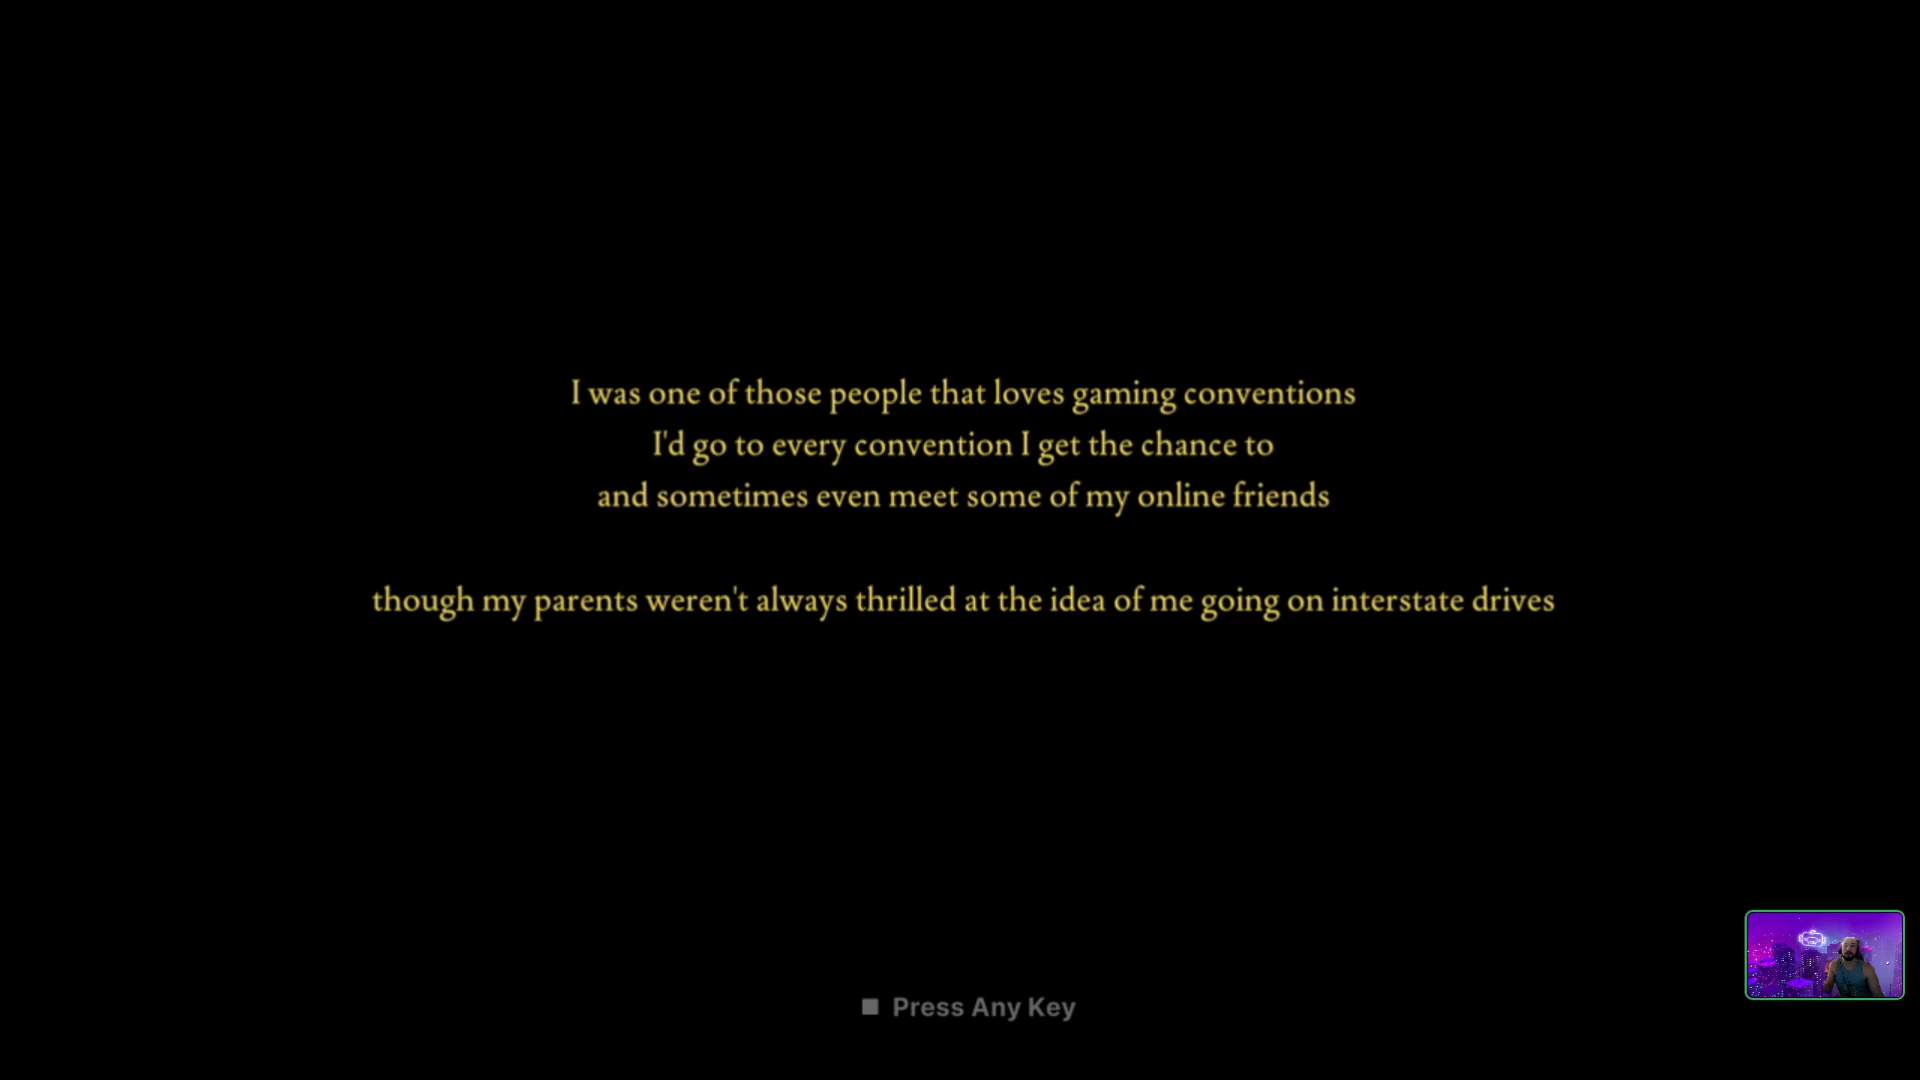 I was one of those people that loves gaming conventions
I'd go to every convention I get the chance to
and sometimes even meet some of my online friends
though my parents weren't always thrilled at the idea of me going on interstate drives
Press Any Key